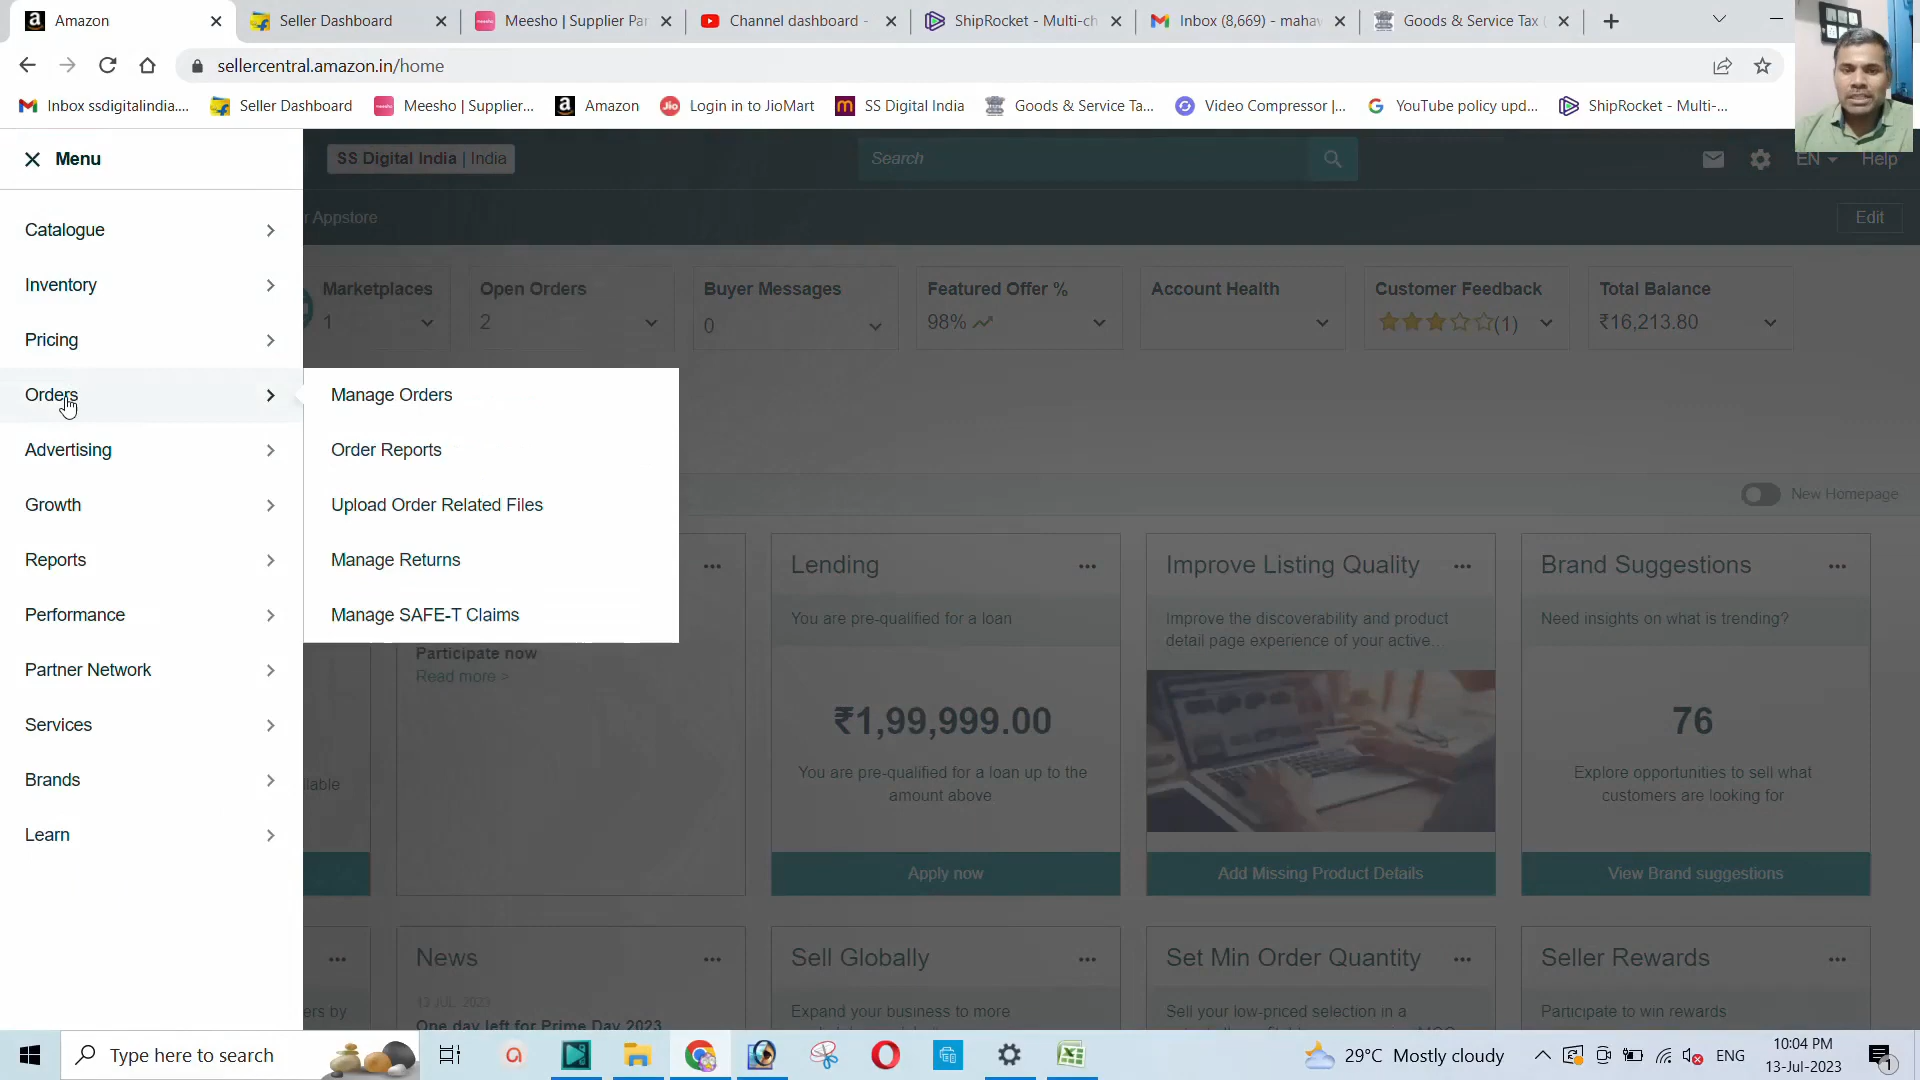 Amazon
Seller Dashboard
Meesho | Supplier Pa
Channel dashboard -
ShipRocket - Multi-ch
Inbox (8,669) - mahav
Goods & Service Tax (
sellercentral.amazon.in/home
Inbox ssdigitalindia....
Seller Dashboard
Meesho | Supplier...
Amazon
Login in to JioMart
SS Digital India
Goods & Service Ta...
Video Compressor |...
YouTube policy upd...
ShipRocket - Multi-...
Menu
SS Digital India | India
Search
EN
Help
r Appstore
Edit
Catalogue
Inventory
Pricing
Orders
Advertising
Growth
Reports
Performance
Partner Network
Services
Brands
Learn
Manage Orders
Order Reports
Upload Order Related Files
Manage Returns
Manage SAFE-T Claims
Marketplaces
1
Open Orders
2
Buyer Messages
0
Featured Offer %
98%
Account Health
Customer Feedback
(1)
Total Balance
₹16,213.80
New Homepage
Participate now
Read more >
lable
Lending
You are pre-qualified for a loan
₹1,99,999.00
You are pre-qualified for a loan up to the
amount above
Apply now
Improve Listing Quality
Improve the discoverability and product
detail page experience of your active...
Add Missing Product Details
Brand Suggestions
Need insights on what is trending?
76
Explore opportunities to sell what
customers are looking for
View Brand suggestions
ers by
News
13 JUL, 2023
One day left for Prime Day 2023
Sell Globally
Expand your business to more
Set Min Order Quantity
Sell your low-priced selection in a
Seller Rewards
Participate to win rewards
Type here to search
29°C Mostly cloudy
ENG
10:04 PM
13-Jul-2023
1